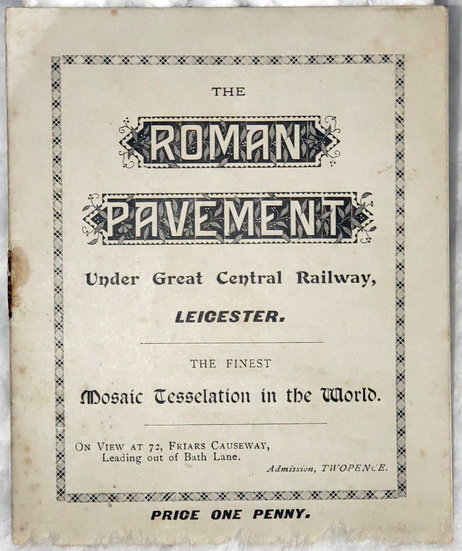 THE
ROMAN
PAVEMENT
Under Great Central Railway,
LEICESTER.
THE FINEST
Mosaic Tesselation in the World.
ON VIEW AT 72, FRIARS CAUSEWAY,
Leading out of Bath Lane.
Admission, TWOPENCE.
PRICE ONE PENNY.